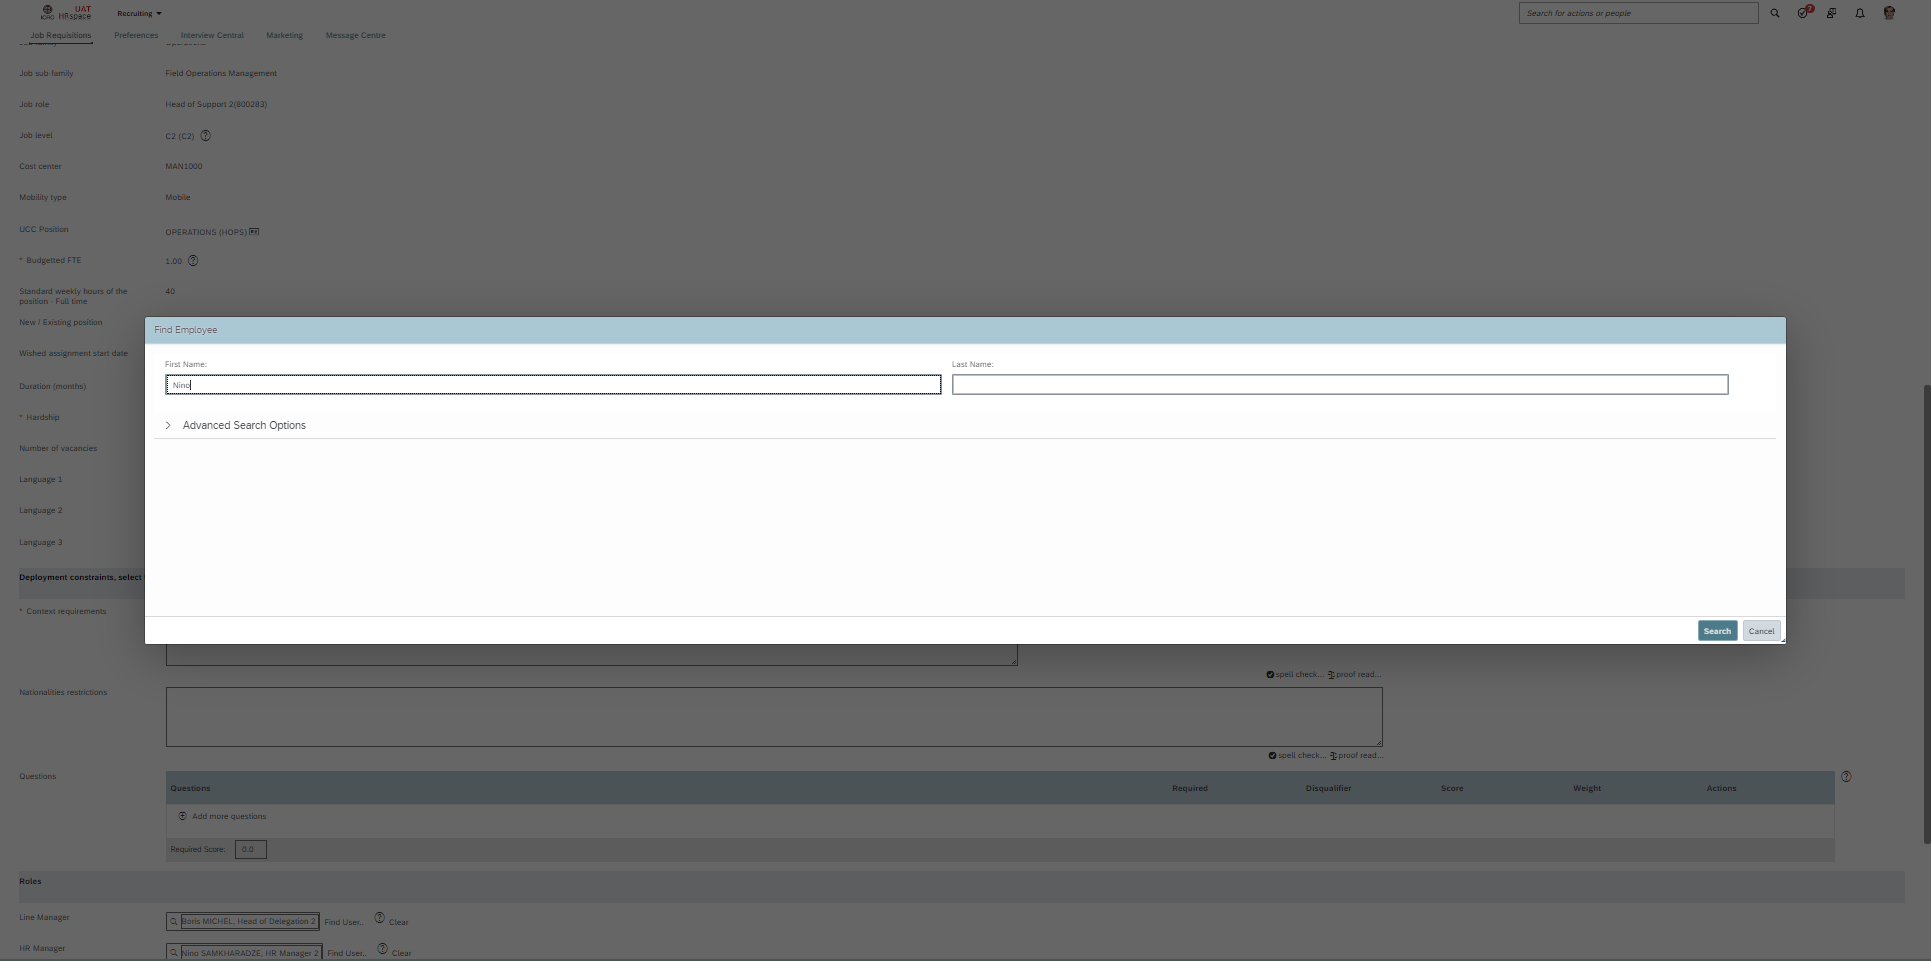 UAT
ICRC HRspace
Recruiting
Search for actions or people
7
Job Requisitions Preferences Interview Central Marketing Message Centre
Job sub-family Field Operations Management
Job role Head of Support 2(800283)
Job level C2 (C2) ?
Cost center MAN1000
Mobility type Mobile
UCC Position OPERATIONS (HOPS)
* Budgetted FTE 1.00 ?
Standard weekly hours of the 40
position - Full time
New / Existing position
Find Employee
Wished assignment start date
First Name: Last Name:
Duration (months)
Nino
* Hardship
Advanced Search Options
Number of vacancies
Language 1
Language 2
Language 3
Deployment constraints, select
* Context requirements
Search Cancel
spell check... proof read...
Nationalities restrictions
spell check... proof read...
Questions ?
Questions Required Disqualifier Score Weight Actions
Add more questions
Required Score: 0.0
Roles
Line Manager Boris MICHEL, Head of Delegation 2 Find User.. ? Clear
HR Manager Nino SAMKHARADZE, HR Manager 2 Find User.. ? Clear